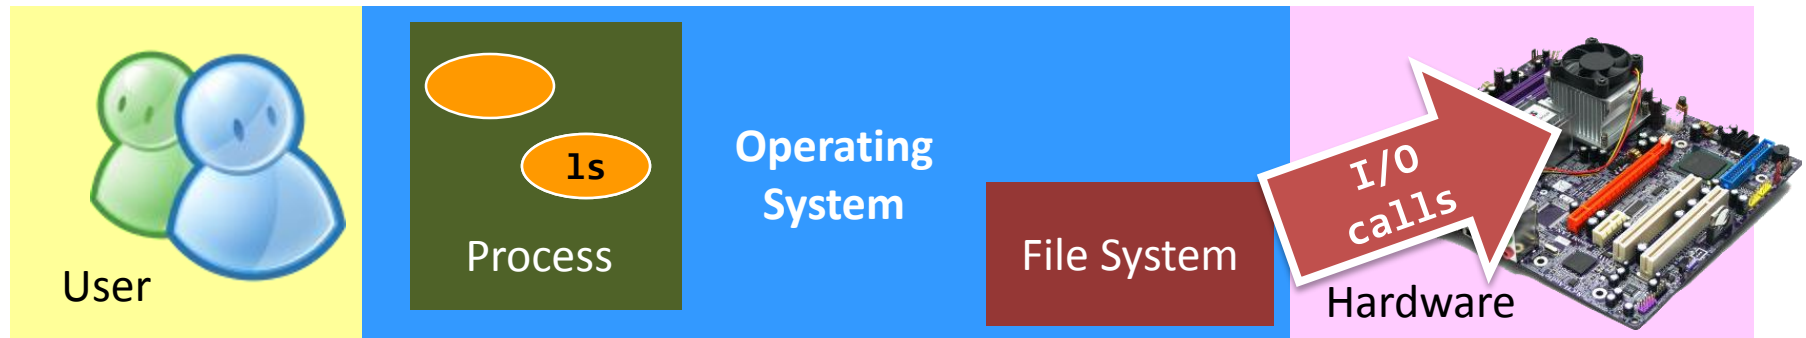 User
ls
Process
Operating
System
File System
I/O
calls
Hardware